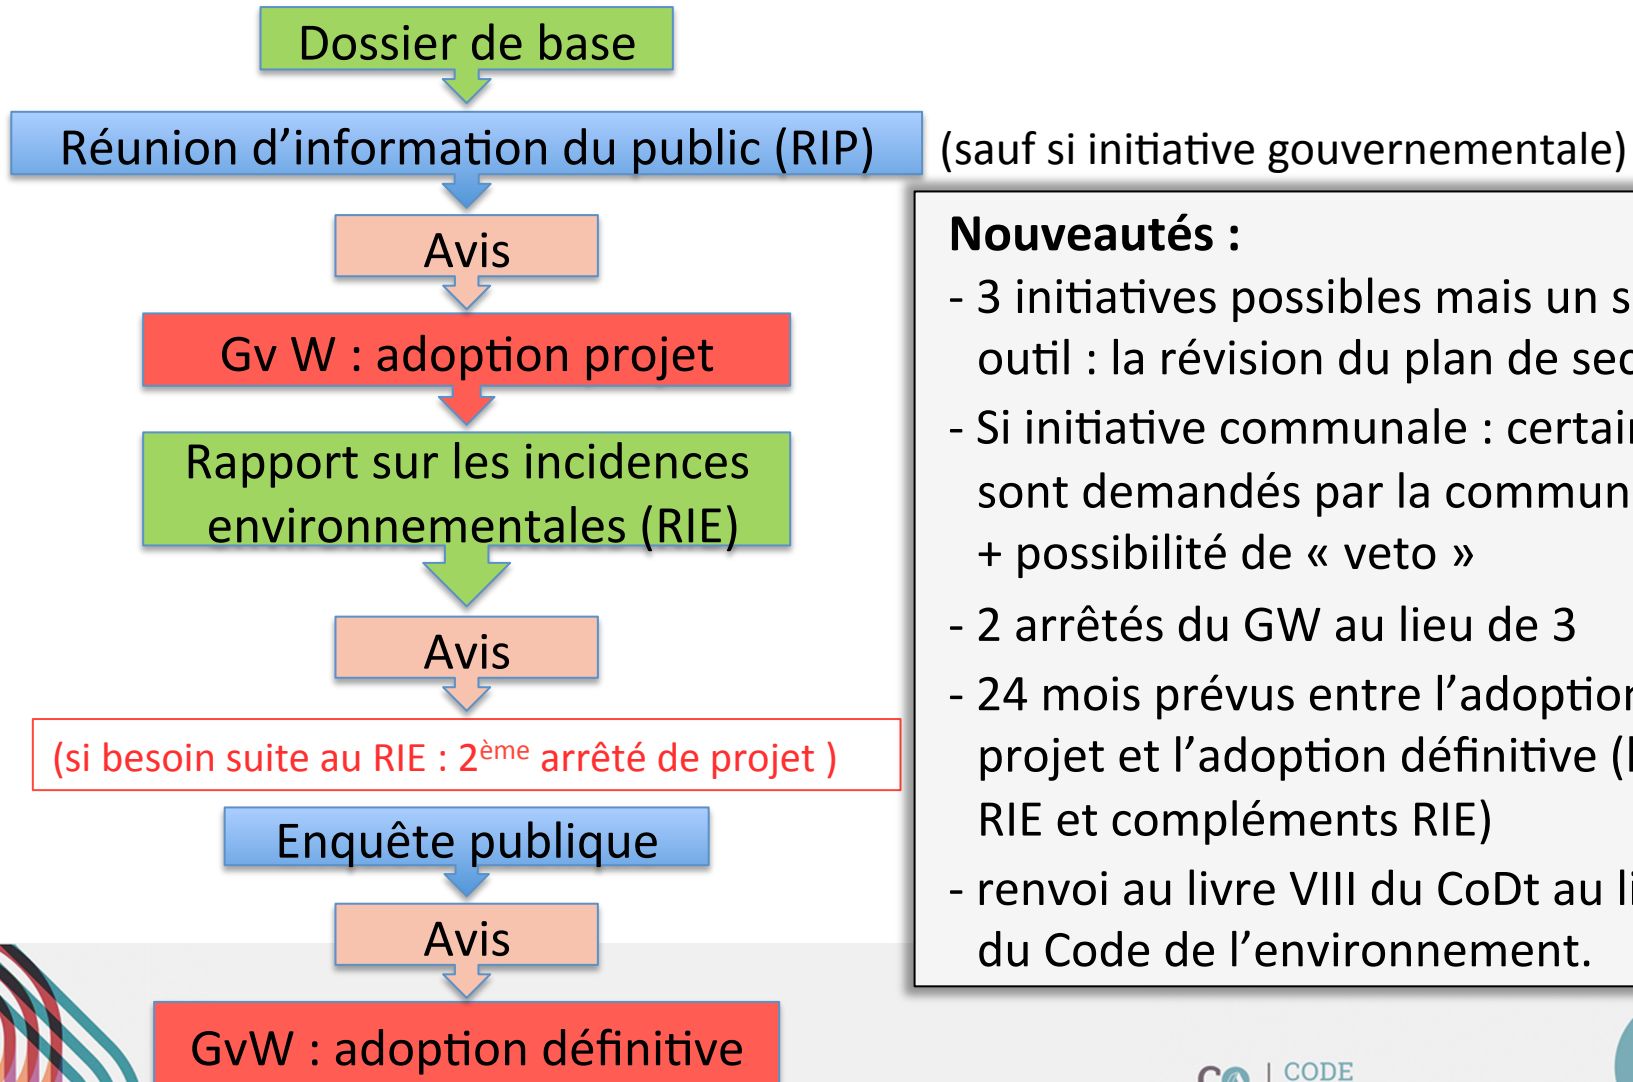 Dossier de base
Réunion d’information du public (RIP)
(sauf si initiative gouvernementale)
Avis
Gv W : adoption projet
Rapport sur les incidences
environnementales (RIE)
Avis
(si besoin suite au RIE : 2ème arrêté de projet )
Enquête publique
Avis
GvW : adoption définitive
Nouveautés :
- 3 initiatives possibles mais un
outil : la révision du plan de
- Si initiative communale :
sont demandés par la
+ possibilité de « veto »
- 2 arrêtés du GW au lieu de 3
- 24 mois prévus entre l’adoption
projet et l’adoption définitive
RIE et compléments RIE)
- renvoi au livre VIII du CoDt au
du Code de l’environnement.
CODE